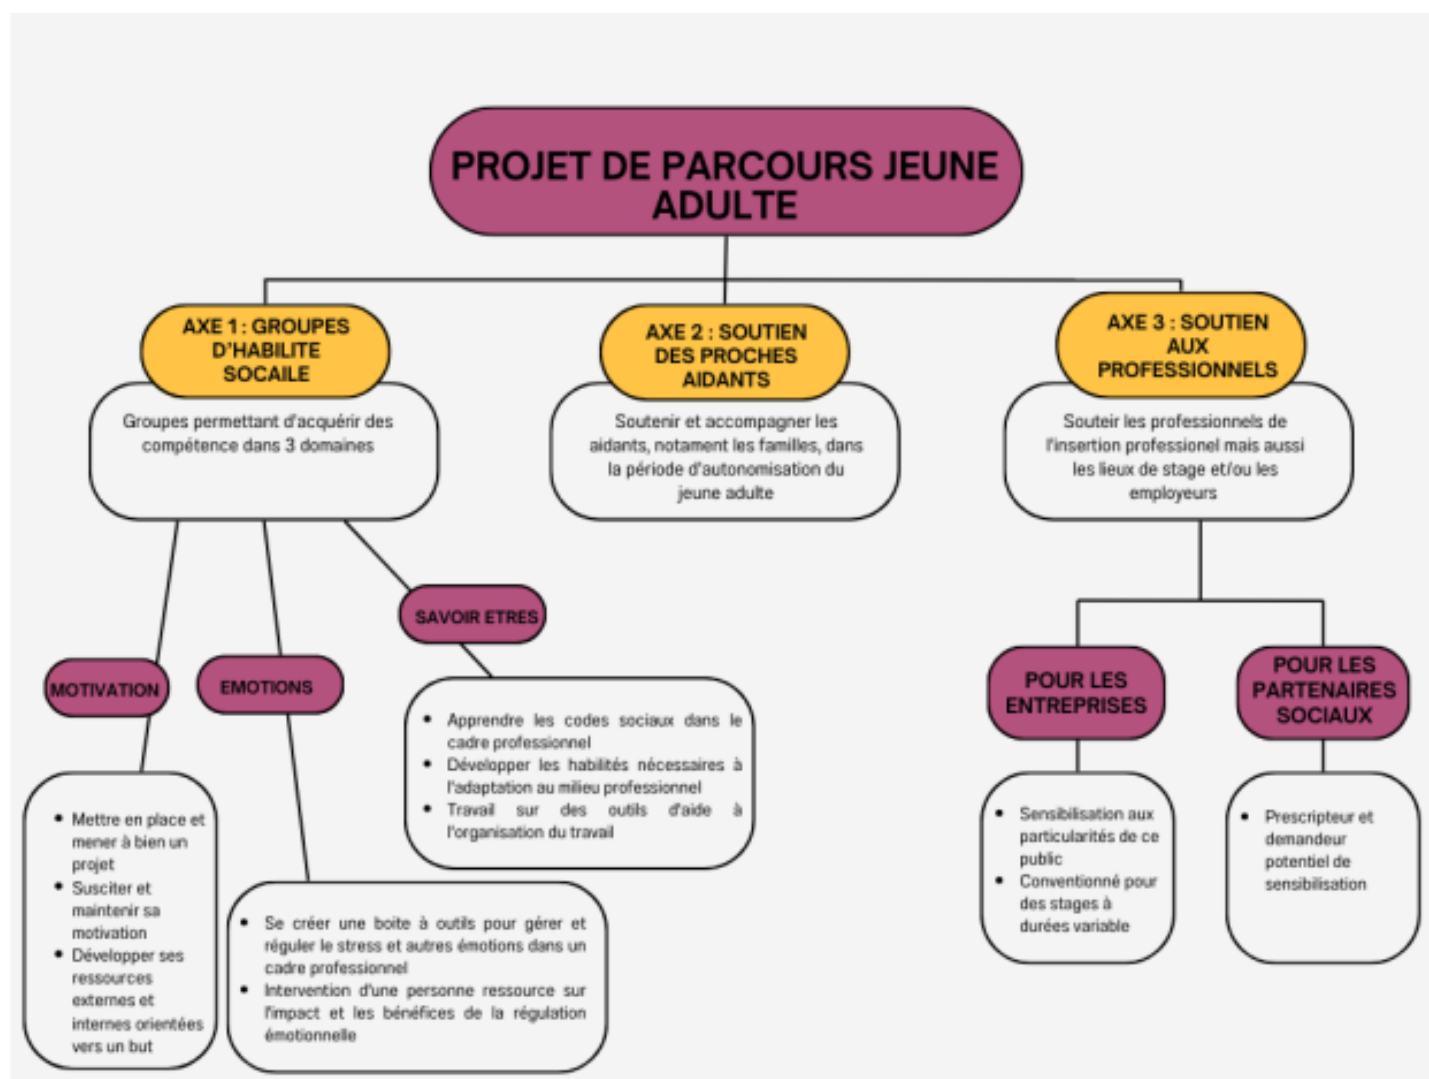 PROJET DE PARCOURS JEUNE
ADULTE
AXE 1 : GROUPES
D'HABILITE
SOCAILE
Groupes permettant d'acquérir des
compétence dans 3 domaines
AXE 2 : SOUTIEN
DES PROCHES
AIDANTS
Soutenir et accompagner les
aidants, notament les familles, dans
la période d'autonomisation du
jeune adulte
AXE 3 : SOUTIEN
AUX
PROFESSIONNELS
Souteir les professionnels de
l'insertion professionel mais aussi
les lieux de stage et/ou les
employeurs
MOTIVATION
• Mettre en place et
mener à bien un
projet
• Susciter et
maintenir sa
motivation
• Développer ses
ressources
externes et
internes orientées
vers un but
EMOTIONS
• Se créer une boite à outils pour gérer et
réguler le stress et autres émotions dans un
cadre professionnel
• Intervention d'une personne ressource sur
l'impact et les bénéfices de la régulation
émotionnelle
SAVOIR ETRES
• Apprendre les codes sociaux dans le
cadre professionnel
• Développer les habilités nécessaires à
l'adaptation au milieu professionnel
• Travail sur des outils d'aide à
l'organisation du travail
POUR LES
ENTREPRISES
• Sensibilisation aux
particularités de ce
public
• Conventionné pour
des stages à
durées variable
POUR LES
PARTENAIRES
SOCIAUX
• Prescripteur et
demandeur
potentiel de
sensibilisation